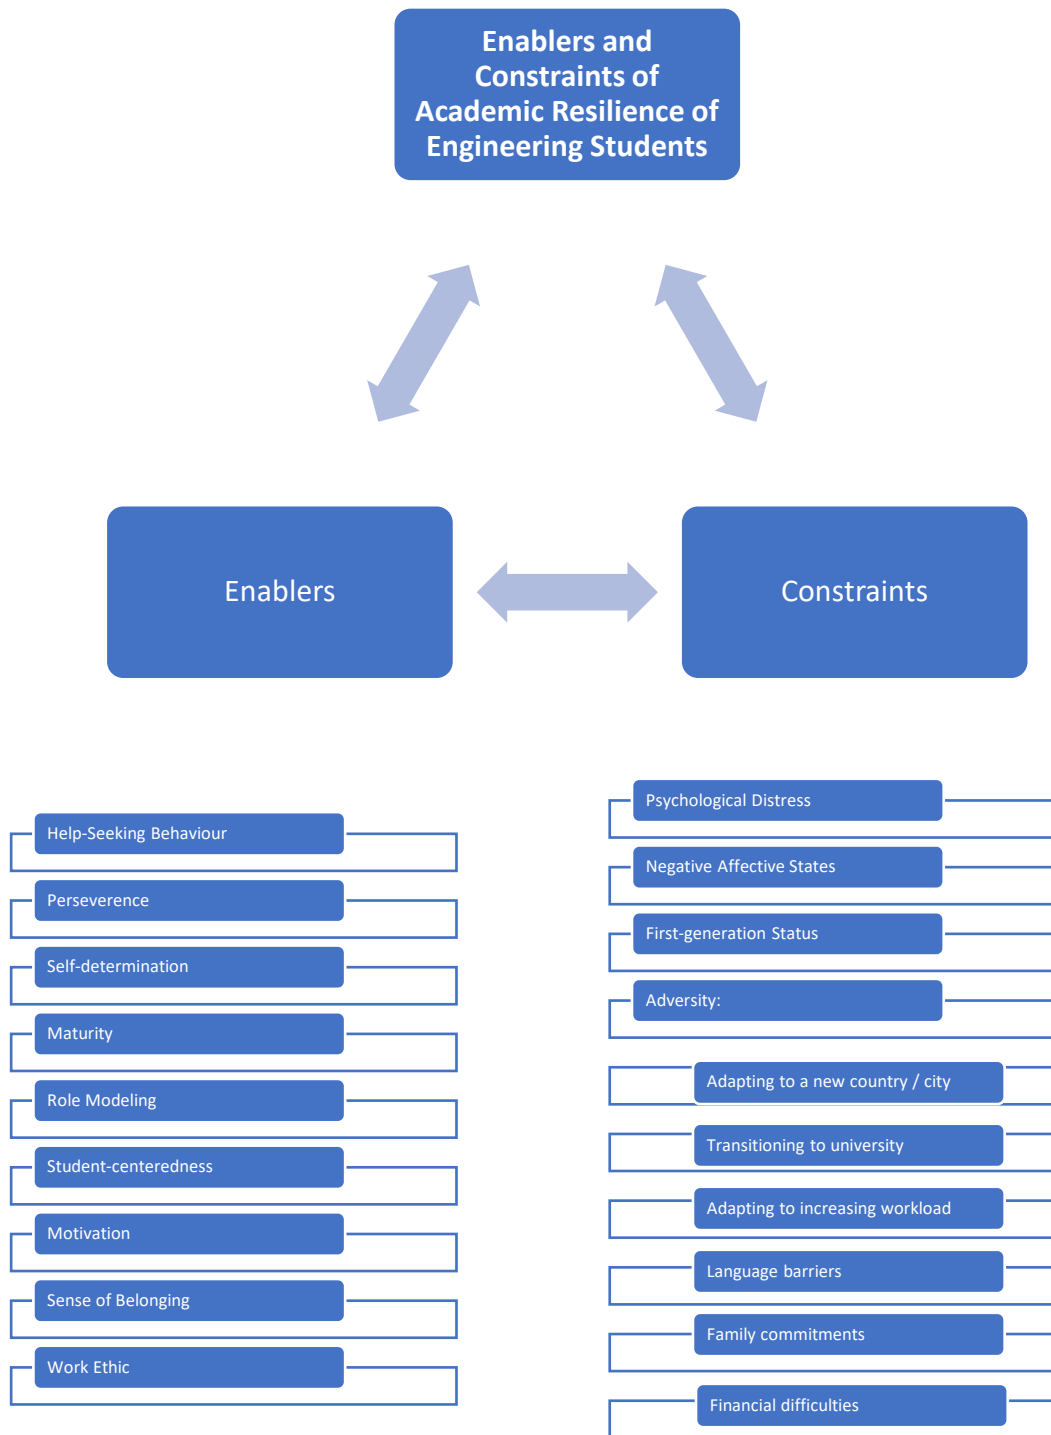 Enablers and
Constraints of
Academic Resilience of
Engineering Students
Enablers
Constraints
Help-Seeking Behaviour
Perseverence
Self-determination
Maturity
Role Modeling
Student-centeredness
Motivation
Sense of Belonging
Work Ethic
Psychological Distress
Negative Affective States
First-generation Status
Adversity:
Adapting to a new country / city
Transitioning to university
Adapting to increasing workload
Language barriers
Family commitments
Financial difficulties